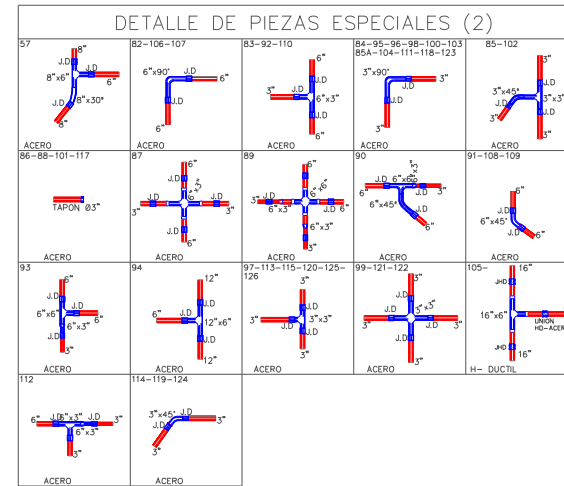 DETALLE DE PIEZAS ESPECIALES (2)
57
8"
J.D
8"x6"
6"
8"x30°
J.D
8"
ACERO
82-106-107
6"x90°
J.D
6"
J.D
6"
ACERO
83-92-110
6"
J.D
3"
6"x3"
J.D
J.D
6"
ACERO
84-95-96-98-100-103
85A-104-111-118-123
3"x90°
J.D
3"
J.D
3"
ACERO
85-102
3"
J.D
3"x45°
3"x3"
J.D
J.D
3"
3"
ACERO
86-88-101-117
TAPON Ø3"
ACERO
87
6"
J.D
6"x3"
3"
J.D
J.D
3"
J.D
6"
ACERO
89
6"
J.D
6"x6"
3"
J.D
6"x3"
J.D
6"
6"x3"
J.D
3"
ACERO
90
6"x3"
6"x6"
6"
J.D
J.D
3"
6"x45°
J.D
6"
ACERO
91-108-109
6"
J.D
6"x45°
J.D
6"
ACERO
93
6"
J.D
6"x6"
J.D
6"
6"x3"
J.D
3"
ACERO
94
12"
J.D
6"
12"x6"
J.D
J.D
12"
ACERO
97-113-115-120-125-
126
3"
J.D
3"
3"x3"
J.D
J.D
3"
ACERO
99-121-122
3"
J.D
3"x3"
3"
J.D
J.D
3"
J.D
3"
ACERO
105-
16"
JHD
16"x6"
UNION
HD-ACERO
JHD
16"
H- DUCTIL
112
6"
J.D
6"x3"
J.D
3"
6"x3"
J.D
3"
ACERO
114-119-124
3"x45°
J.D
3"
J.D
3"
ACERO